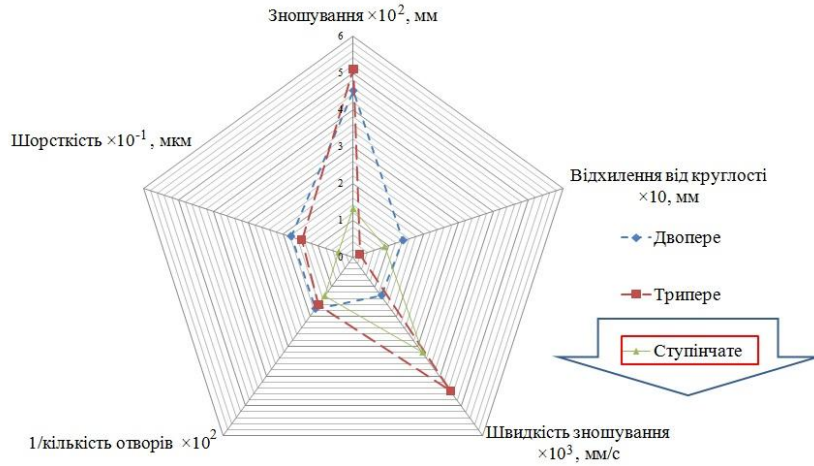 Зношування ×10², мм
6
5
4
3
2
1
0
Шорсткість ×10⁻¹ , мкм
Відхилення від круглості
×10, мм
Двопере
Трипере
Ступінчате
1/кількість отворів ×10²
Швидкість зношування
×10³, мм/с